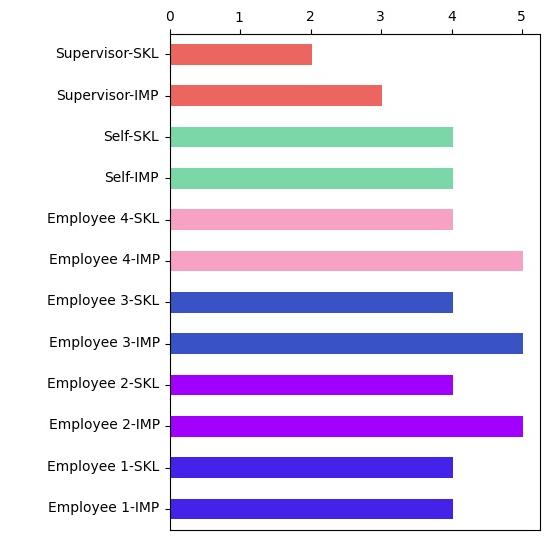 0 1 2 3 4 5
Supervisor-SKL
Supervisor-IMP
Self-SKL
Self-IMP
Employee 4-SKL
Employee 4-IMP
Employee 3-SKL
Employee 3-IMP
Employee 2-SKL
Employee 2-IMP
Employee 1-SKL
Employee 1-IMP